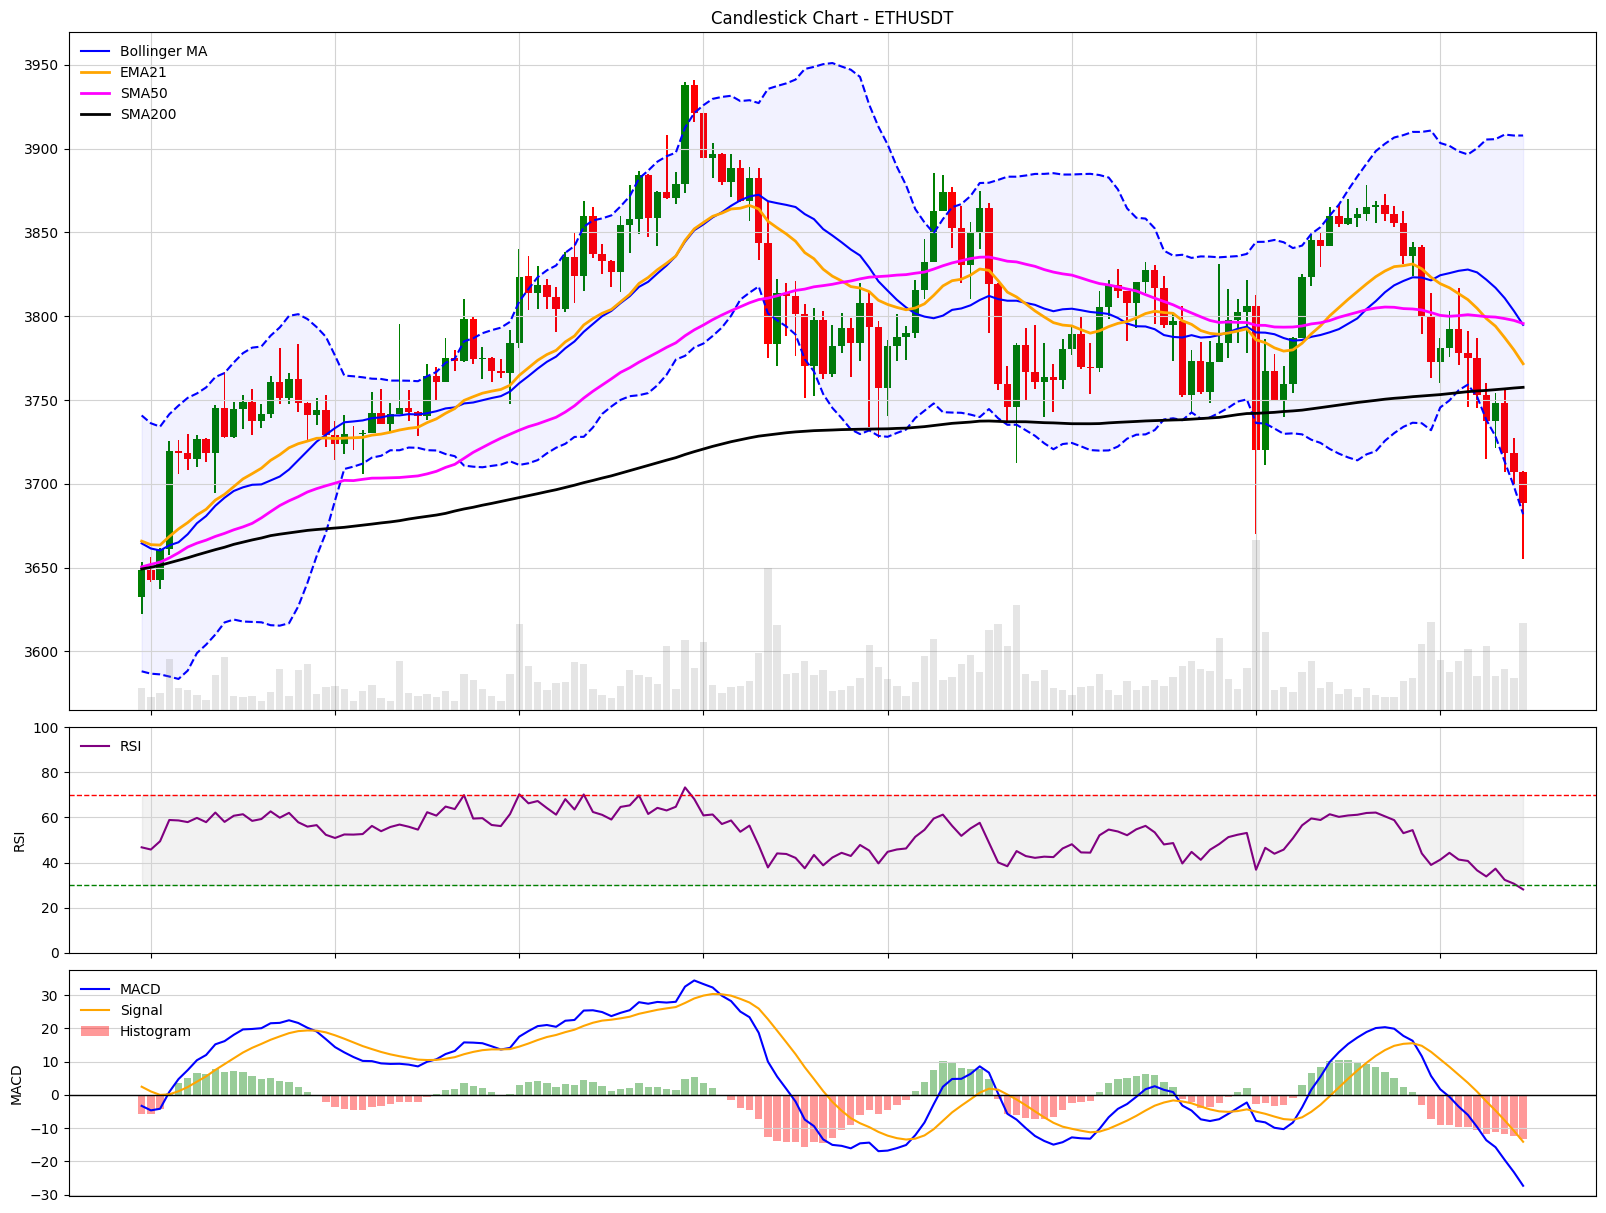 Candlestick Chart - ETHUSDT
Bollinger MA
EMA21
SMA50
SMA200
3950
3900
3850
3800
3750
3700
3650
3600
RSI
100
80
60
40
20
0
RSI
MACD
Signal
Histogram
30
20
10
0
−10
−20
−30
MACD